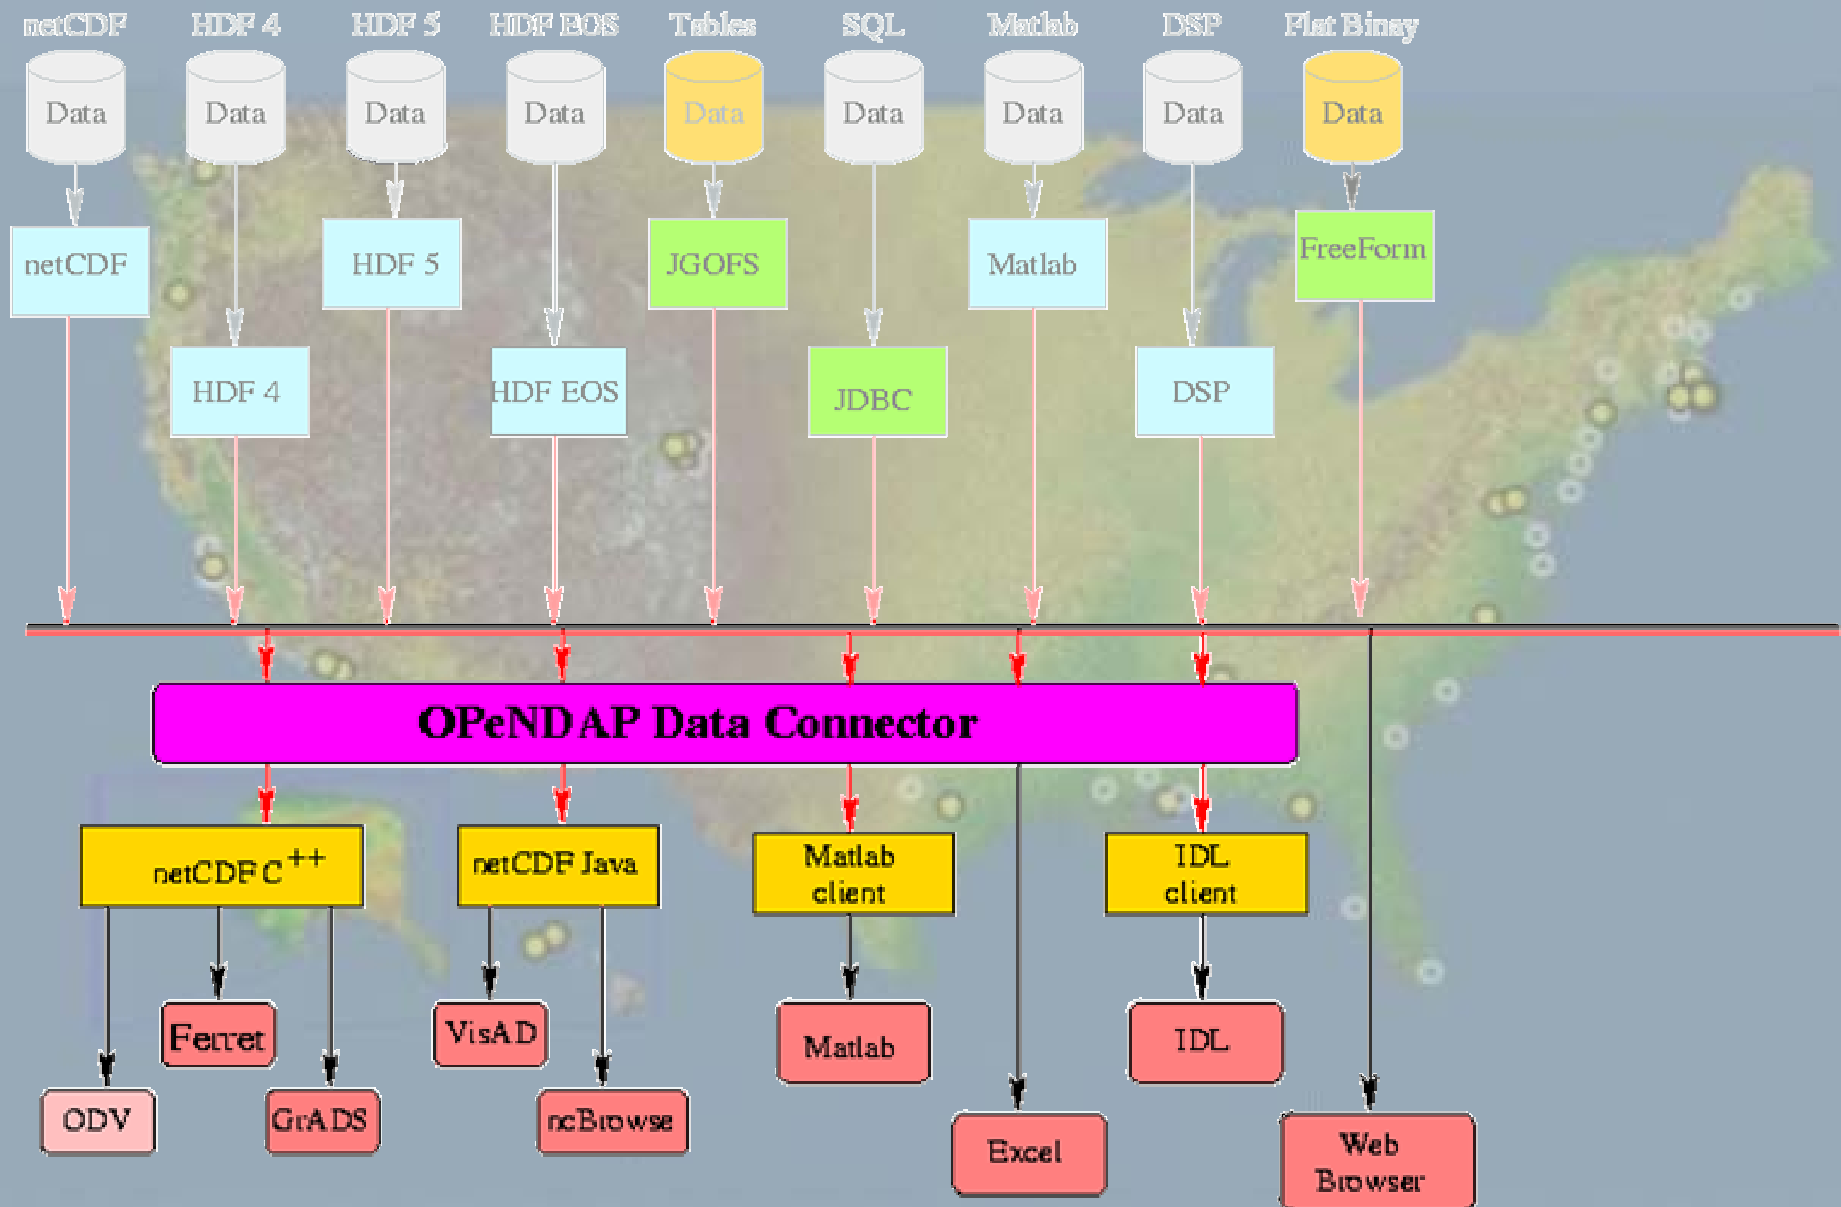 netCDF
HDF 4
HDF 5
HDF EOS
Tables
SQL
Matlab
DSP
Flat Binay
Data
Data
Data
Data
Data
Data
Data
Data
Data
netCDF
HDF 5
JGOFS
Matlab
FreeForm
HDF 4
HDF EOS
JDBC
DSP
OPeNDAP Data Connector
netCDF C++
netCDF Java
Matlab
client
IDL
client
Ferret
VisAD
Matlab
IDL
ODV
GrADS
ncBrowse
Excel
Web
Browser